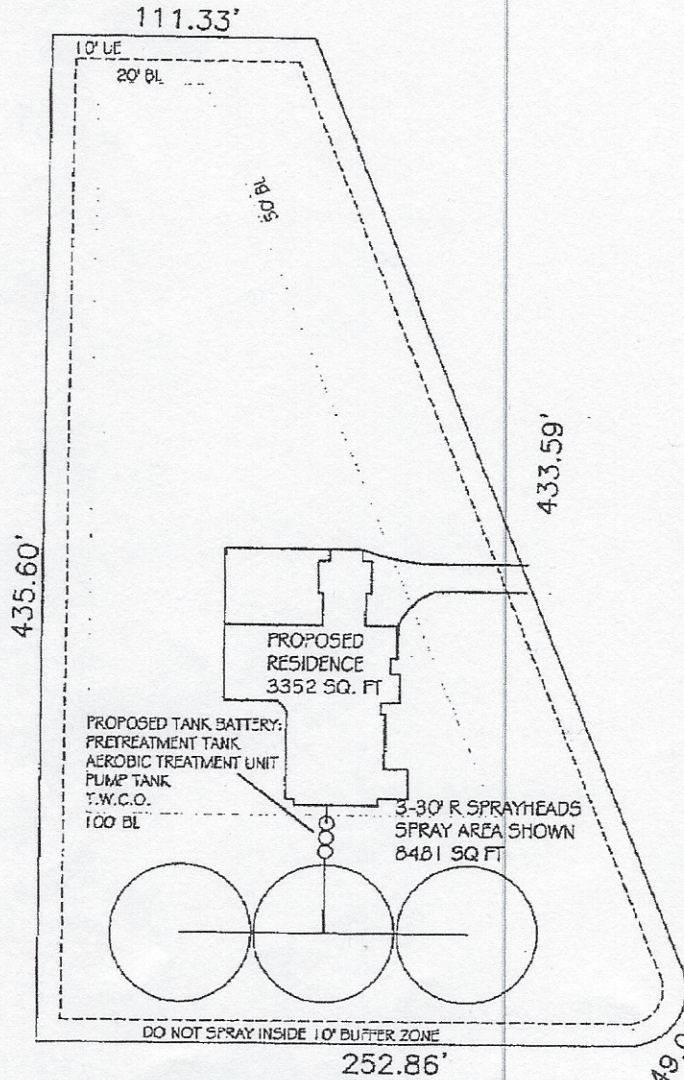 111.33'
10' UE
20' BL
50' BL
433.59'
435.60'
PROPOSED
RESIDENCE
3352 SQ. FT
PROPOSED TANK BATTERY:
PRETREATMENT TANK
AEROBIC TREATMENT UNIT
PUMP TANK
T.W.C.O.
100' BL
3-30' R SPRAYHEADS
SPRAY AREA SHOWN
8481 SQ FT
DO NOT SPRAY INSIDE 10' BUFFER ZONE
252.86'